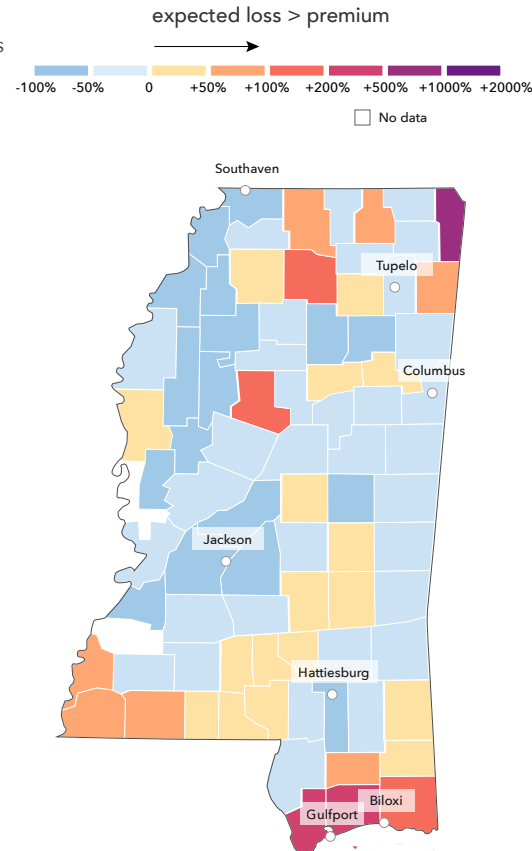 expected loss > premium
s
-100% -50% 0 +50% +100% +200% +500% +1000% +2000%
No data
Southaven
Tupelo
Columbus
Jackson
Hattiesburg
Biloxi
Gulfport